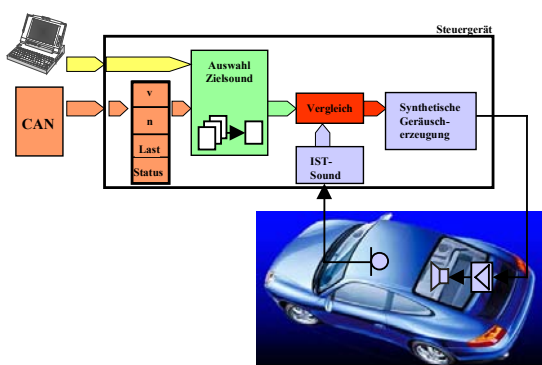 Steuergerät
Auswahl
Zielsound
CAN
v
n
Last
Status
Vergleich
Synthetische
Geräusch-
erzeugung
IST-
Sound